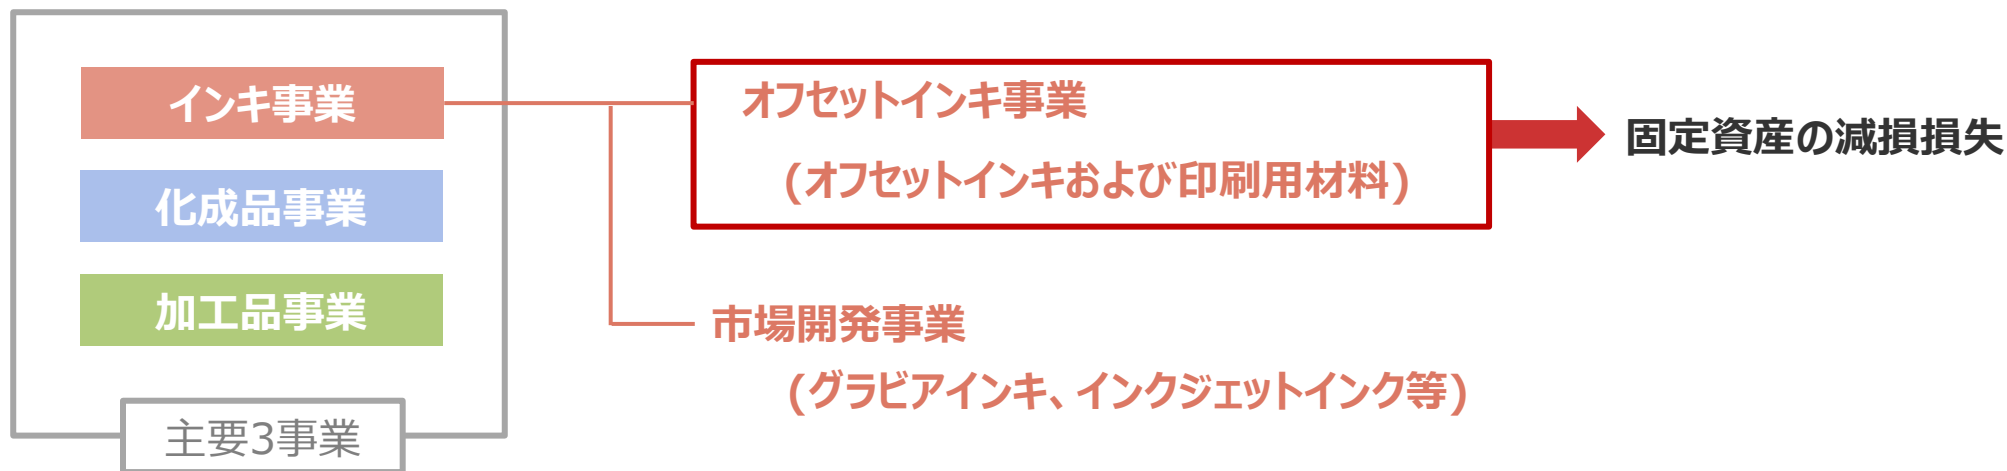 インキ事業
化成品事業
加工品事業
主要3事業
オフセットインキ事業
(オフセットインキおよび印刷用材料)
市場開発事業
(グラビアインキ、インクジェットインク等)
固定資産の減損損失